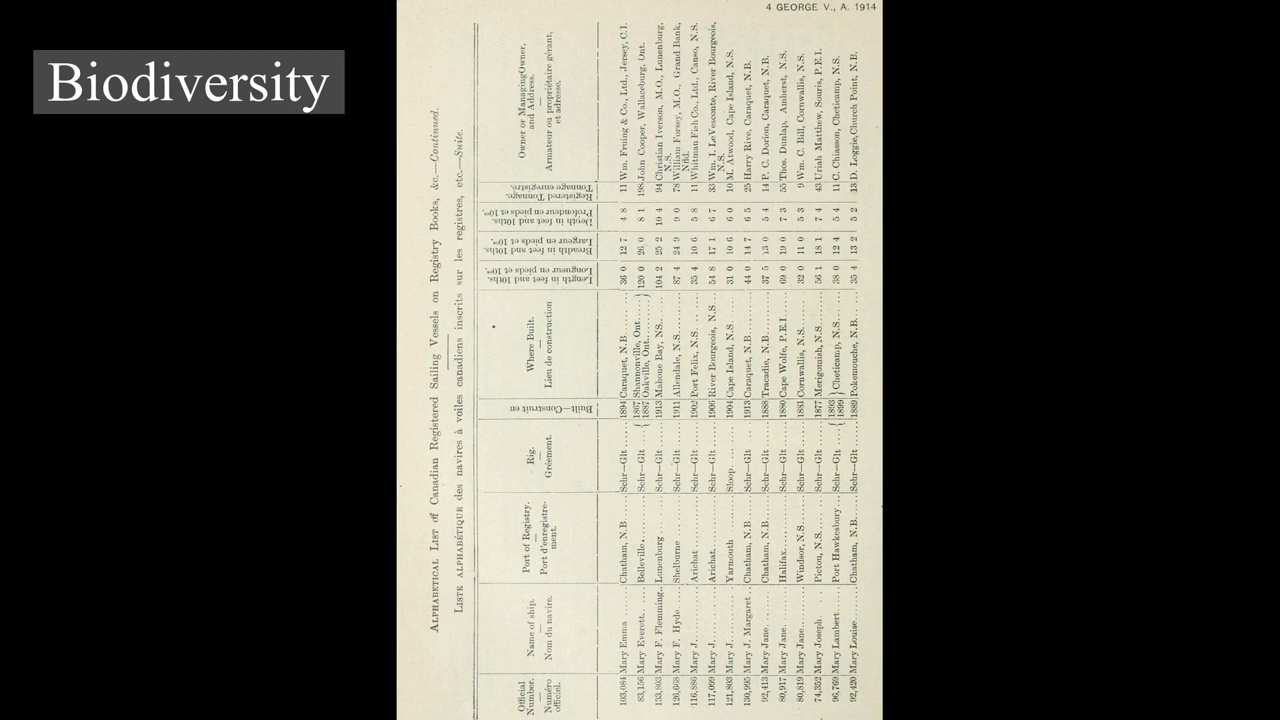 Biodiversity
4 GEORGE V., A. 1914
ALPHABETICAL LIST of Canadian Registered Sailing Vessels on Registry Books, &c.—Continued.
LISTE ALPHABÉTIQUE des navires à voiles canadiens inscrits sur les registres, etc.—Suite.
Official Number. — Numéro officiel. Name of ship. — Nom du navire. Port of Registry. — Port d'enregistrement. Rig. — Gréement. Built—Construit en Where Built. — Lieu de construction Length in feet and 10ths. Longueur en pieds et 10es. Breadth in feet and 10ths. Largeur en pieds et 10es. Depth in feet and 10ths. Profondeur en pieds et 10es. Registered Tonnage. Tonnage enregistré. Owner or Managing Owner, and Address. — Armateur ou propriétaire gérant, et adresse.
103,084 Mary Emma Chatham, N.B. Schr—Glt 1894 Caraquet, N.B. 36 0 12 7 4 8 11 Wm. Fruing & Co., Ltd., Jersey, C.I.
83,156 Mary Everett Belleville Schr—Glt { 1867 Shannonville, Ont. 1887 Oakville, Ont. } 120 0 26 0 8 1 198 John Cooper, Wallaceburg, Ont.
133,803 Mary F. Flemming Lunenburg Schr—Glt 1913 Mahone Bay, NS. 104 2 25 2 10 4 94 Christian Iverson, M.O., Lunenburg, N.S.
126,668 Mary F. Hyde Shelburne Schr—Glt 1911 Allendale, N.S. 87 4 24 9 9 0 78 William Forsey, M.O., Grand Bank, Nfld.
116,886 Mary J. Arichat Schr—Glt 1902 Port Felix, N.S. 35 4 10 6 5 8 11 Whitman Fish Co., Ltd., Canso, N.S.
117,099 Mary J. Arichat Schr—Glt 1906 River Bourgeois, N.S. 54 8 17 1 6 7 33 Wm. I. LeVesconte, River Bourgeois, N.S.
121,803 Mary J. Yarmouth Sloop 1904 Cape Island, N.S. 31 0 10 6 6 0 10 M. Atwood, Cape Island, N.S.
130,995 Mary J. Margaret Chatham, N.B. Schr—Glt 1913 Caraquet, N.B. 44 0 14 7 6 5 25 Harry Rive, Caraquet, N.B.
92,413 Mary Jane Chatham, N.B. Schr—Glt 1888 Tracadie, N.B. 37 5 13 0 5 4 14 P. C. Dorion, Caraquet, N.B.
80,917 Mary Jane Halifax Schr—Glt 1880 Cape Wolfe, P.E.I. 69 0 19 0 7 3 55 Thos. Dunlap, Amherst, N.S.
80,819 Mary Jane Windsor, N.S. Schr—Glt 1881 Cornwallis, N.S. 32 0 11 0 5 3 9 Wm. C. Bill, Cornwallis, N.S.
74,352 Mary Joseph Pictou, N.S. Schr—Glt 1877 Merigomish, N.S. 56 1 18 1 7 4 43 Uriah Matthew, Souris, P.E.I.
96,769 Mary Lambert Port Hawkesbury Schr—Glt { 1893 1899 } Cheticamp, N.S. 38 0 12 4 5 4 11 C. Chiasson, Cheticamp, N.S.
92,420 Mary Louise Chatham, N.B. Schr—Glt 1889 Pokemouche, N.B. 35 4 13 2 5 2 13 D. Loggie, Church Point, N.B.